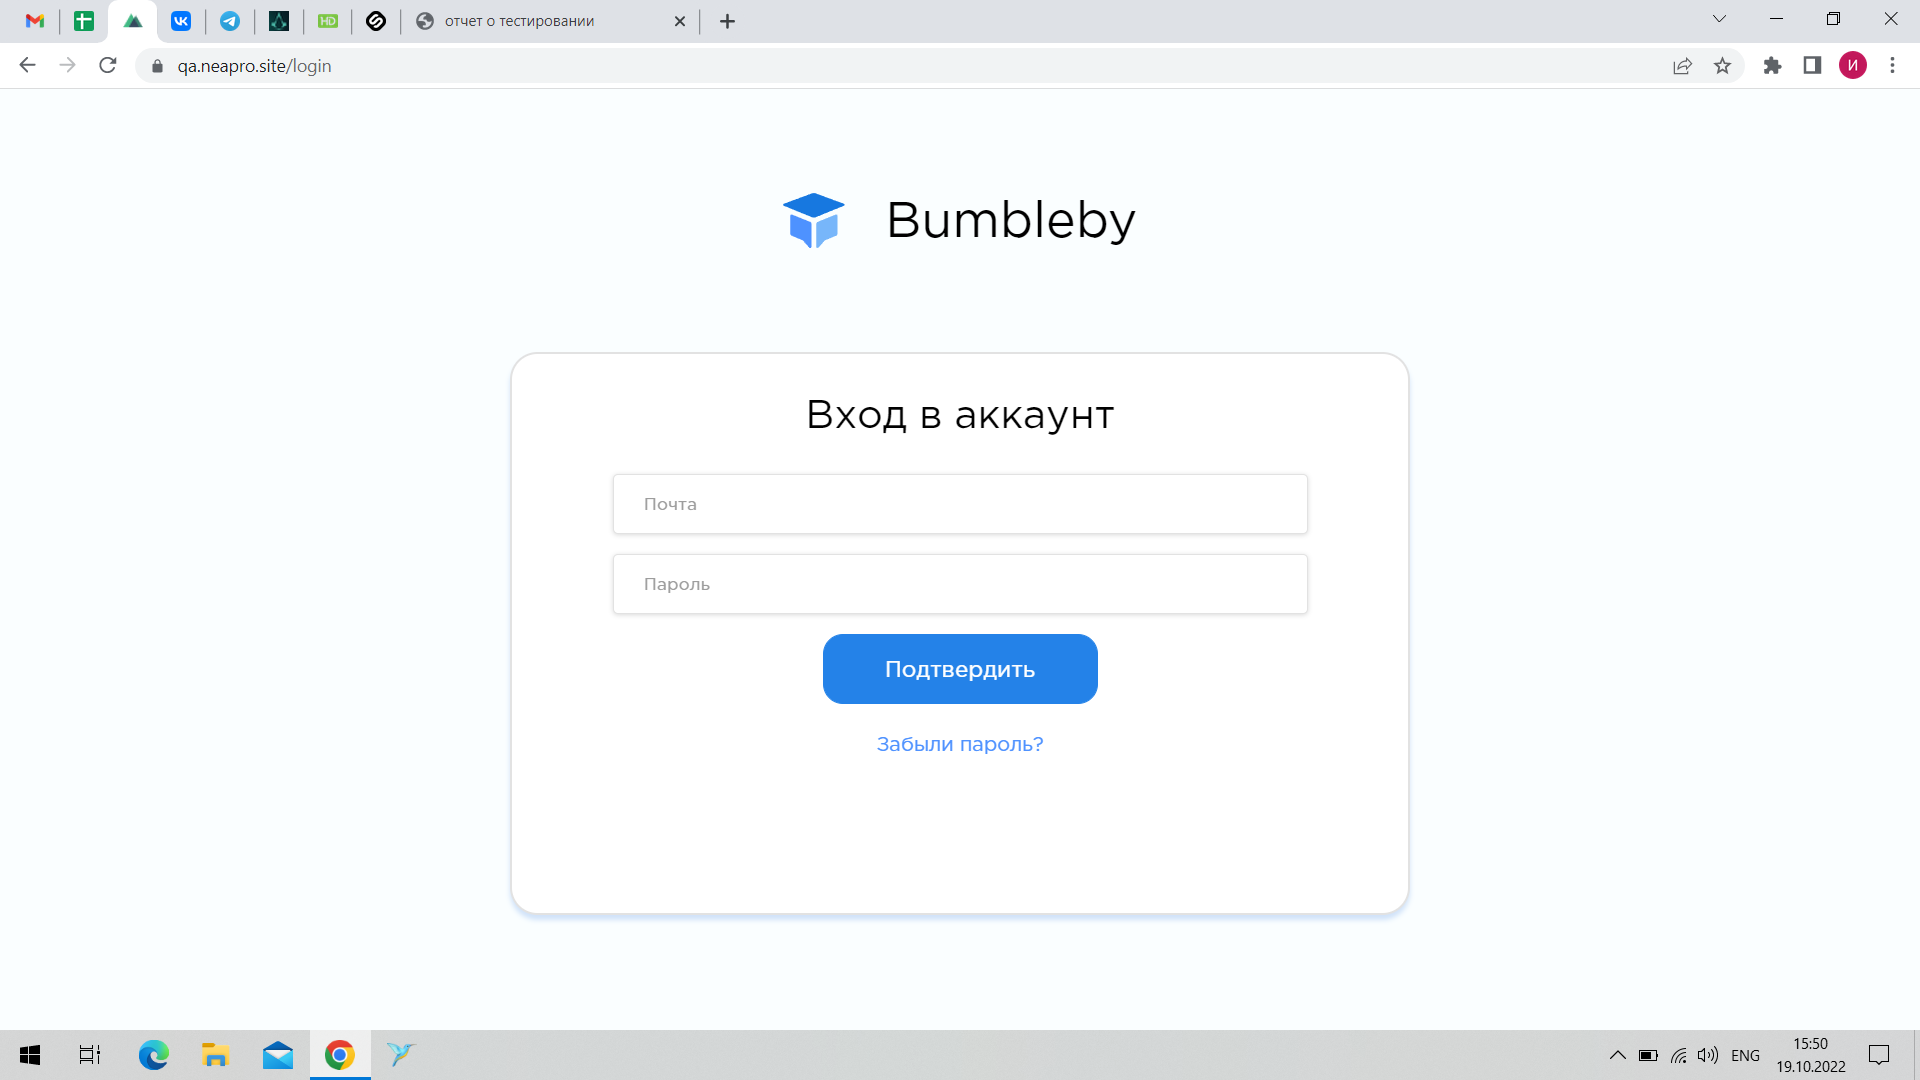 HD
отчет о тестировании
qa.neapro.site/login
И
Bumbleby
Вход в аккаунт
Почта
Пароль
Подтвердить
Забыли пароль?
ENG
15:50
19.10.2022